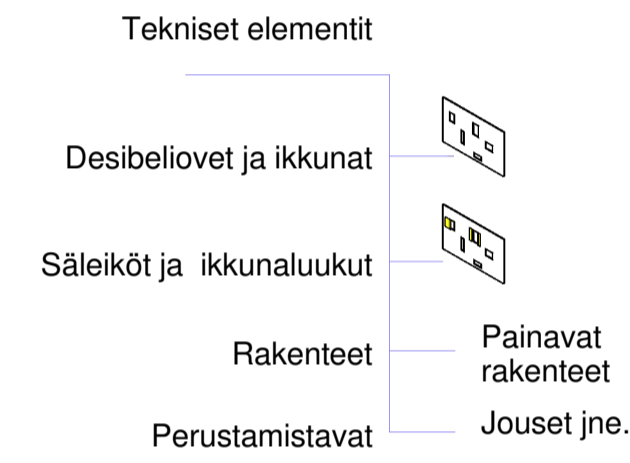 Tekniset elementit
Desibeliovet ja ikkunat
Säleiköt ja ikkunaluukut
Rakenteet
Painavat
rakenteet
Perustamistavat
Jouset jne.